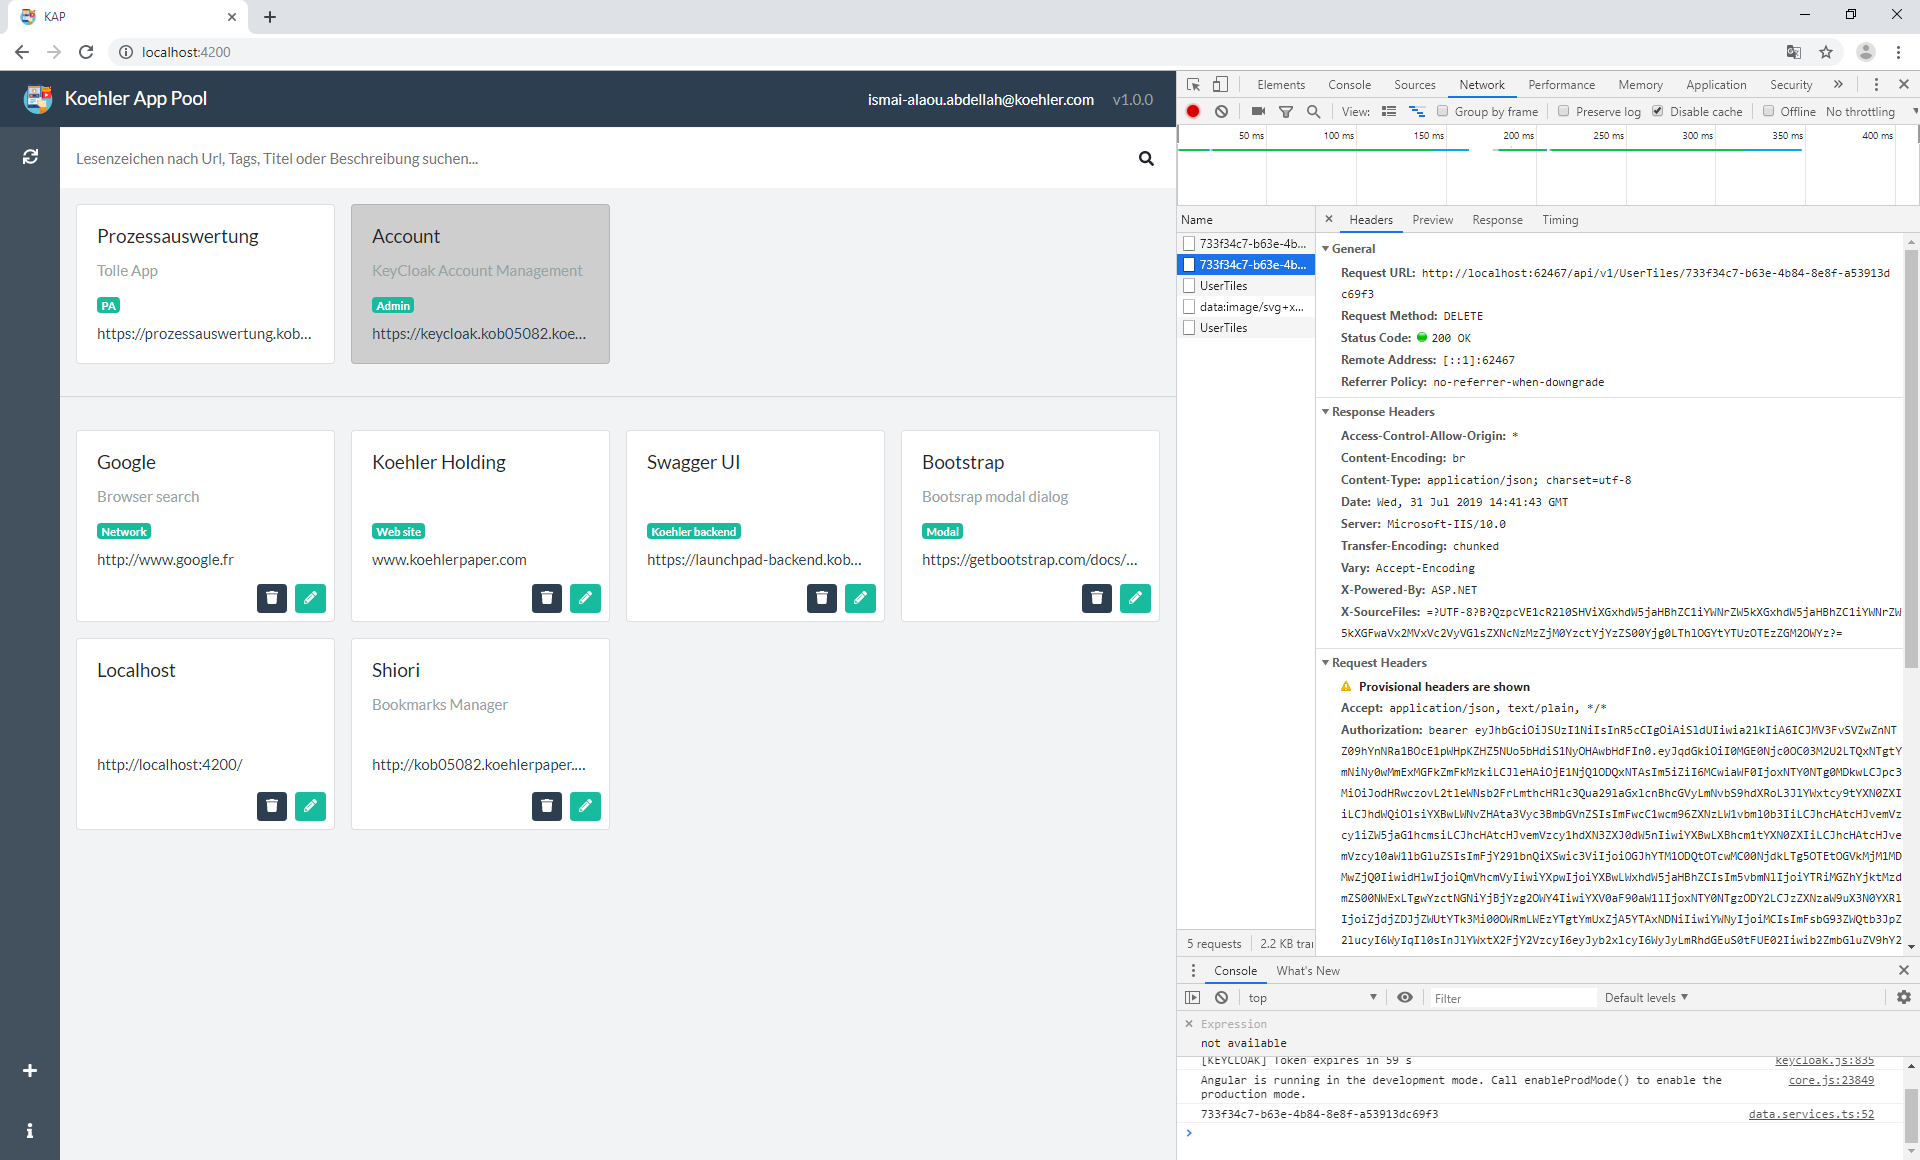 KAP
localhost:4200
Koehler App Pool
ismai-alaou.abdellah@koehler.com v1.0.0
Lesenzeichen nach Url, Tags, Titel oder Beschreibung suchen...
Prozessauswertung
Tolle App
PA
https://prozessauswertung.kob...
Account
KeyCloak Account Management
Admin
https://keycloak.kob05082.koe...
Google
Browser search
Network
http://www.google.fr
Koehler Holding
Web site
www.koehlerpaper.com
Swagger UI
Koehler backend
https://launchpad-backend.kob...
Bootstrap
Bootsrap modal dialog
Modal
https://getbootstrap.com/docs/...
Localhost
http://localhost:4200/
Shiori
Bookmarks Manager
http://kob05082.koehlerpaper....
Elements Console Sources Network Performance Memory Application Security
View: Group by frame Preserve log Disable cache Offline No throttling
50 ms 100 ms 150 ms 200 ms 250 ms 300 ms 350 ms 400 ms
Name
733f34c7-b63e-4b...
733f34c7-b63e-4b...
UserTiles
data:image/svg+x...
UserTiles
5 requests 2.2 KB
Headers Preview Response Timing
General
Request URL: http://localhost:62467/api/v1/UserTiles/733f34c7-b63e-4b84-8e8f-a53913d
c69f3
Request Method: DELETE
Status Code: 200 OK
Remote Address: [::1]:62467
Referrer Policy: no-referrer-when-downgrade
Response Headers
Access-Control-Allow-Origin: *
Content-Encoding: br
Content-Type: application/json; charset=utf-8
Date: Wed, 31 Jul 2019 14:41:43 GMT
Server: Microsoft-IIS/10.0
Transfer-Encoding: chunked
Vary: Accept-Encoding
X-Powered-By: ASP.NET
X-SourceFiles:
Request Headers
Provisional headers are shown
Accept: application/json, text/plain, */*
Authorization: bearer
Console What's New
top Filter Default levels
Expression
not available
[KEYCLOAK] Token expires in 59 s keycloak.js:835
Angular is running in the development mode. Call enableProdMode() to enable the core.js:23849
production mode.
733f34c7-b63e-4b84-8e8f-a53913dc69f3 data.services.ts:52